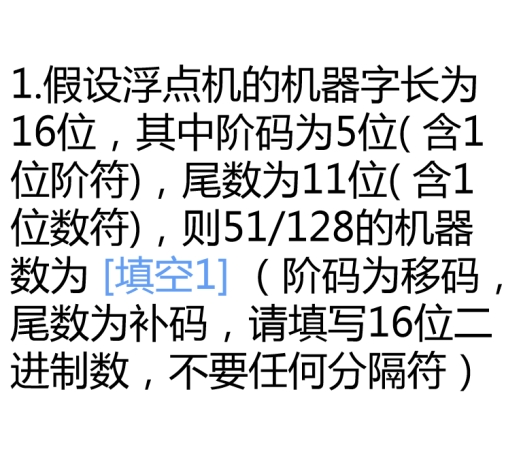 1.假设浮点机的机器字长为
16位，其中阶码为5位( 含1
位阶符)，尾数为11位( 含1
位数符)，则51/128的机器
数为 [填空1] （ 阶码为移码，
尾数为补码，请填写16位二
进制数，不要任何分隔符 ）